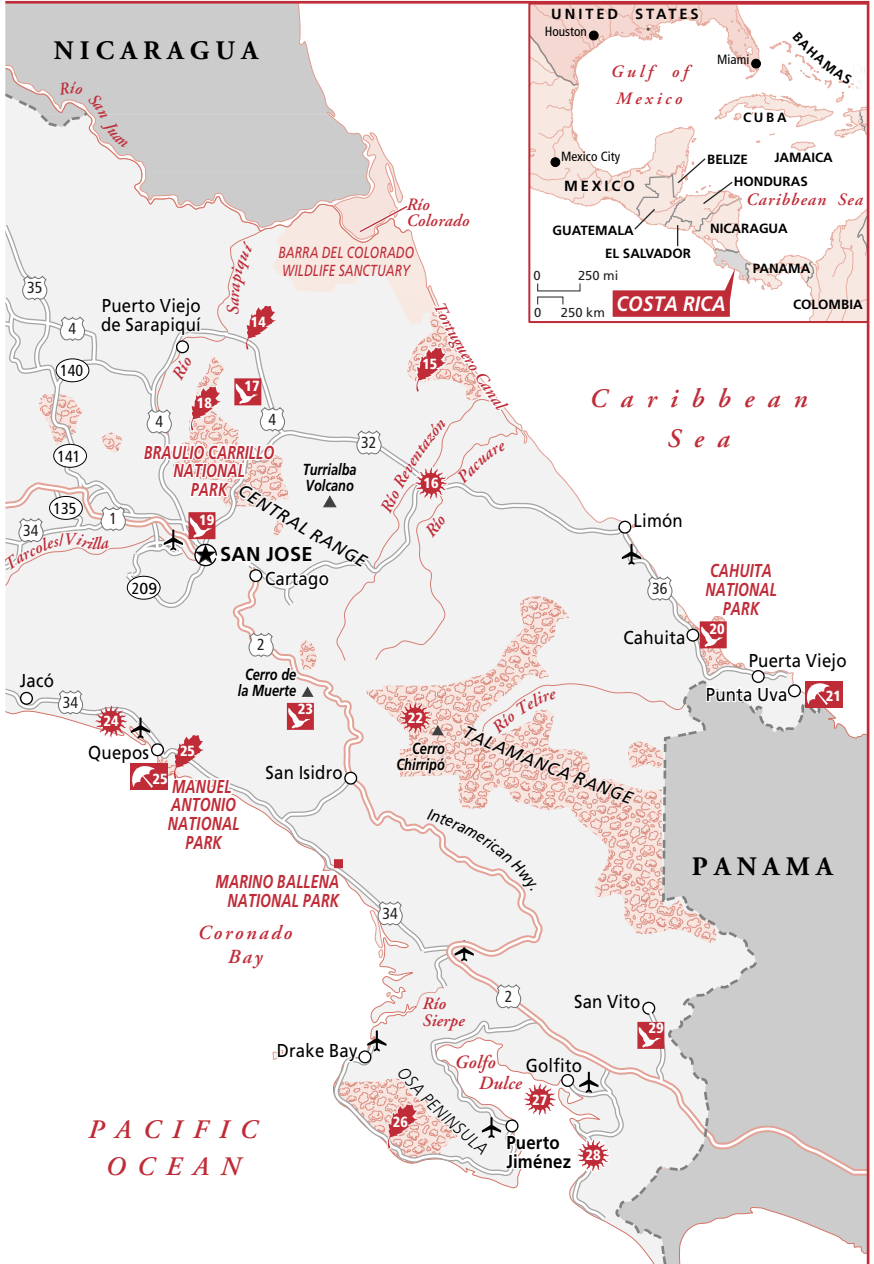 NICARAGUA
Río
San Juan
Río
Colorado
BARRA DEL COLORADO
WILDLIFE SANCTUARY
UNITED STATES
Houston
Miami
BAHAMAS
Gulf of
Mexico
CUBA
Mexico City
BELIZE
JAMAICA
MEXICO
HONDURAS
Caribbean Sea
GUATEMALA
NICARAGUA
EL SALVADOR
PANAMA
0 250 mi
0 250 km
COSTA RICA
COLOMBIA
35
4
Puerto Viejo
de Sarapiquí
Río
Sarapiquí
14
140
15
Tortuguero Canal
17
18
4
4
Caribbean
Sea
141
32
BRAULIO CARRILLO
NATIONAL
PARK
Turrialba
Volcano
Río Reventazón
Pacuare
Río
16
135
1
34
19
CENTRAL RANGE
Limón
Tarcoles/Virilla
SAN JOSE
Cartago
209
36
CAHUITA
NATIONAL
PARK
20
Cahuita
2
Puerta Viejo
Punta Uva
21
Jacó
34
Cerro de
la Muerte
23
22
Río Telire
24
Cerro
Chirripó
TALAMANCA RANGE
Quepos
25
25
San Isidro
MANUEL
ANTONIO
NATIONAL
PARK
Interamerican Hwy.
PANAMA
MARINO BALLENA
NATIONAL PARK
34
Coronado
Bay
2
San Vito
Río
Sierpe
29
Drake Bay
Golfo
Dulce
Golfito
OSA PENINSULA
27
26
Puerto
Jiménez
28
PACIFIC
OCEAN